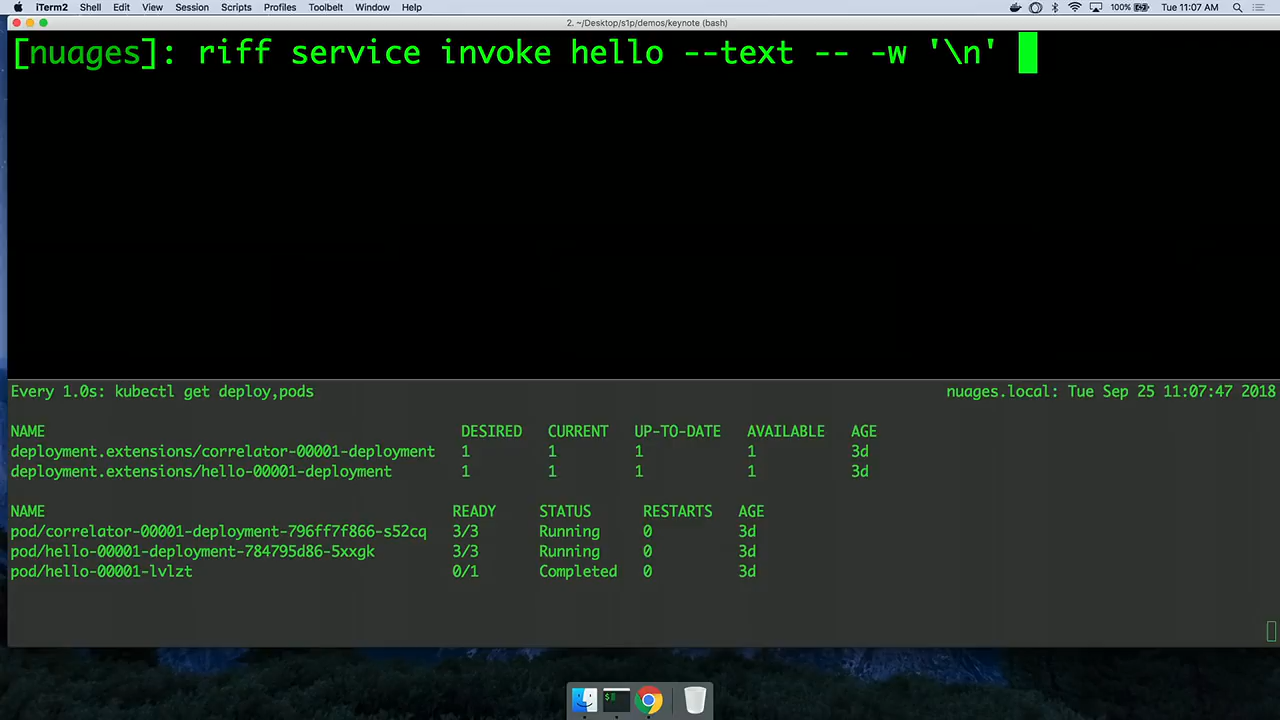 iTerm2 Shell Edit View Session Scripts Profiles Toolbelt Window Help 100% Tue 11:07 AM
2. ~/Desktop/s1p/demos/keynote (bash)
[nuages]: riff service invoke hello --text -- -w '\n'
Every 1.0s: kubectl get deploy,pods nuages.local: Tue Sep 25 11:07:47 2018
NAME DESIRED CURRENT UP-TO-DATE AVAILABLE AGE
deployment.extensions/correlator-00001-deployment 1 1 1 1 3d
deployment.extensions/hello-00001-deployment 1 1 1 1 3d
NAME READY STATUS RESTARTS AGE
pod/correlator-00001-deployment-796ff7f866-s52cq 3/3 Running 0 3d
pod/hello-00001-deployment-784795d86-5xxgk 3/3 Running 0 3d
pod/hello-00001-lvlzt 0/1 Completed 0 3d